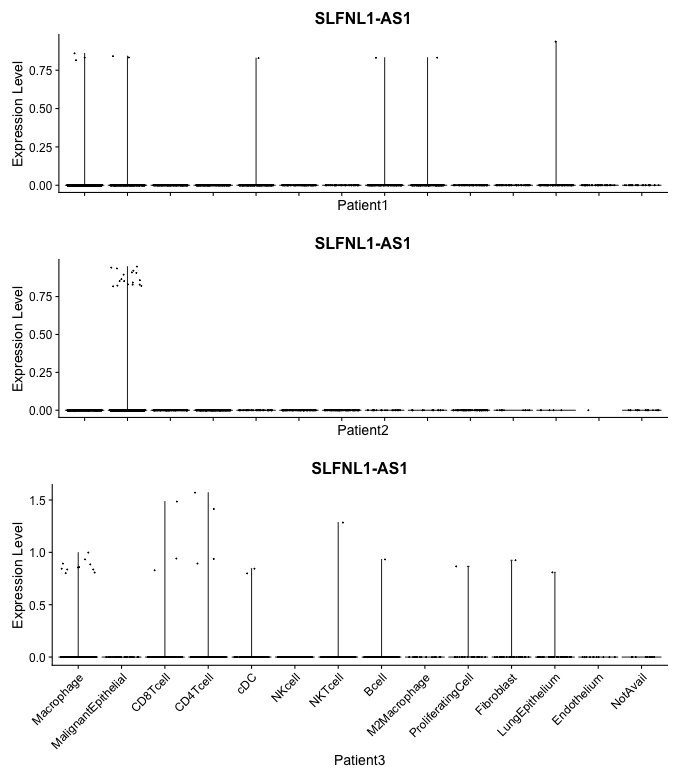 SLFNL1-AS1
Expression Level
0.75
0.50
0.25
0.00
Patient1
SLFNL1-AS1
Expression Level
0.75
0.50
0.25
0.00
Patient2
SLFNL1-AS1
Expression Level
1.5
1.0
0.5
0.0
Macrophage
MalignantEpithelial
CD8Tcell
CD4Tcell
cDC
NKcell
NKTcell
Bcell
M2Macrophage
ProliferatingCell
Fibroblast
LungEpithelium
Endothelium
NotAvail
Patient3